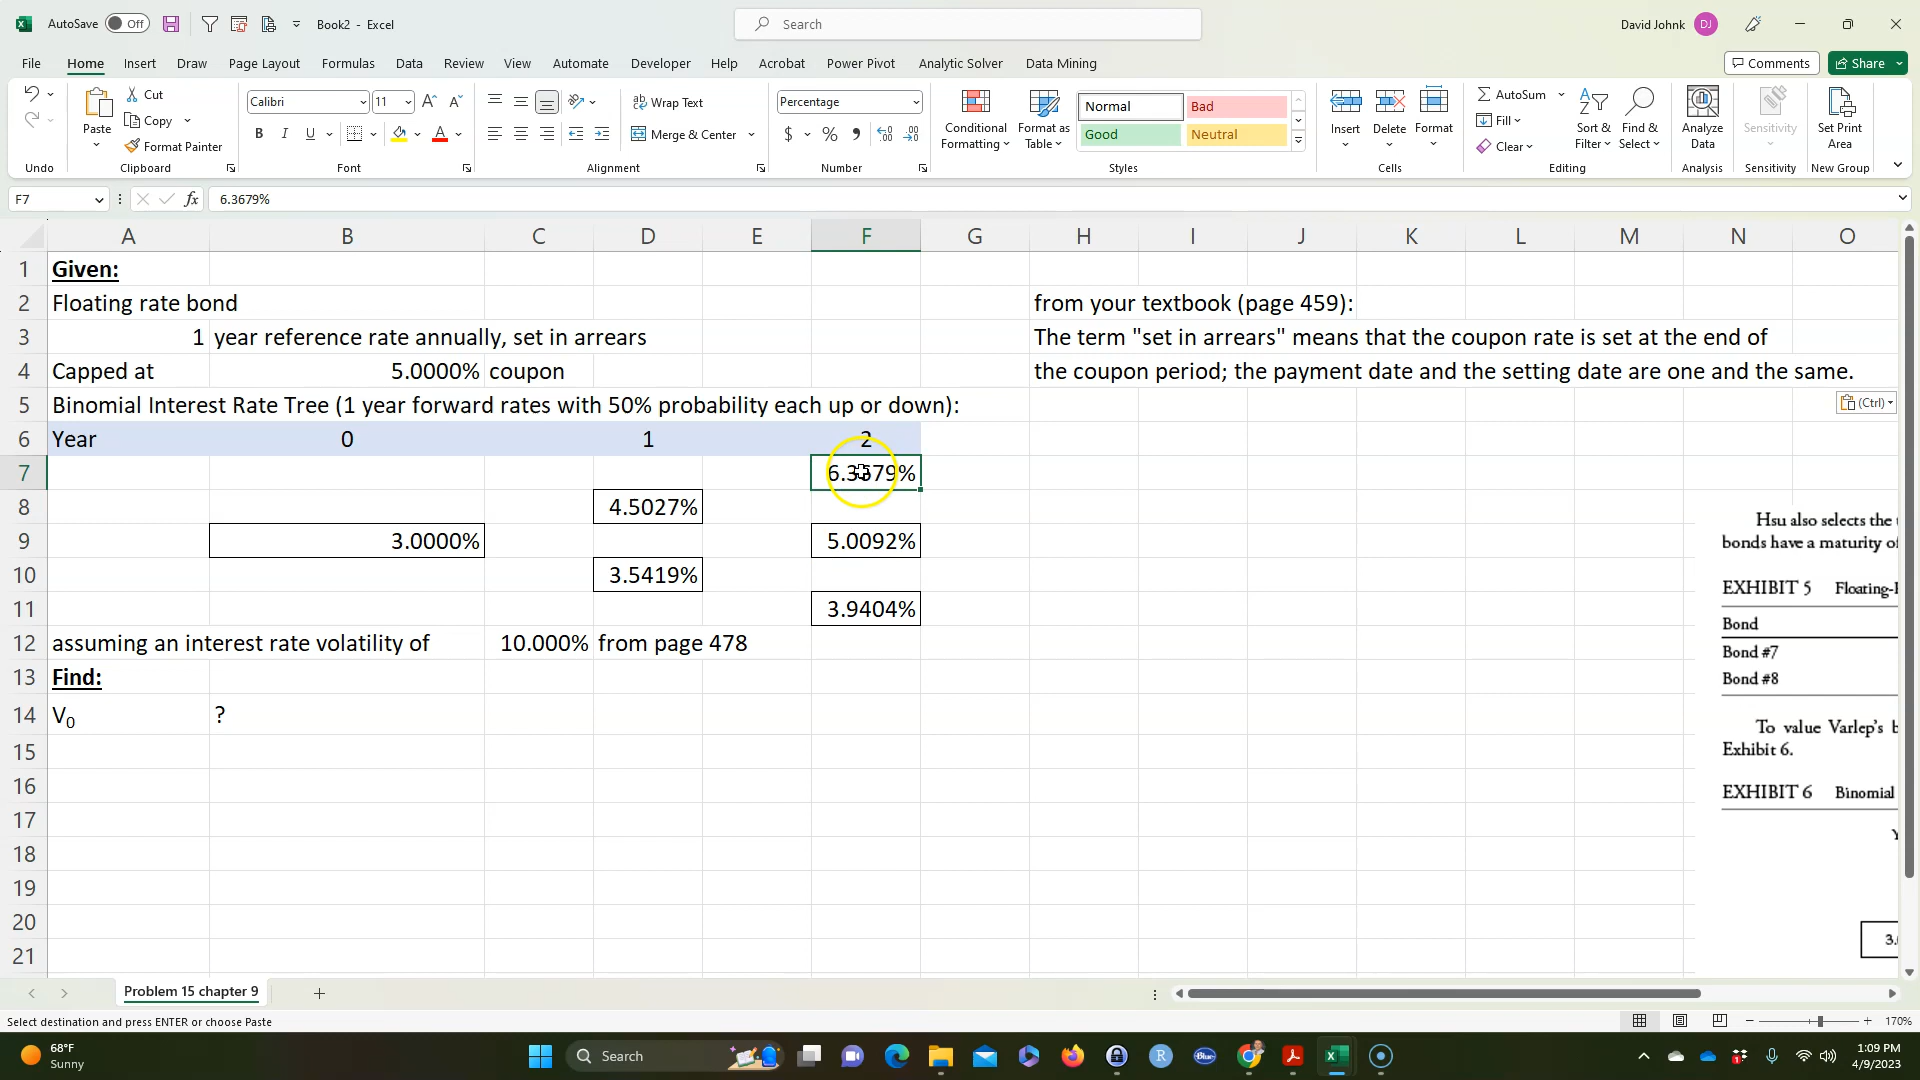 AutoSave Off
Book2 - Excel
Search
David Johnk DJ
File Home Insert Draw Page Layout Formulas Data Review View Automate Developer Help Acrobat Power Pivot Analytic Solver Data Mining
Comments Share
Undo
Paste Cut Copy Format Painter
Clipboard
Calibri 11
B I U
Font
Wrap Text
Merge & Center
Alignment
Percentage
Number
Conditional Formatting
Format as Table
Normal Bad
Good Neutral
Styles
Insert Delete Format
Cells
AutoSum Fill Clear
Sort & Filter
Find & Select
Editing
Analyze Data
Analysis
Sensitivity
Sensitivity
Set Print Area
New Group
F7 fx 6.3679%
A B C D E F G H I J K L M N O
1 Given:
2 Floating rate bond from your textbook (page 459):
3 1 year reference rate annually, set in arrears The term "set in arrears" means that the coupon rate is set at the end of
4 Capped at 5.0000% coupon the coupon period; the payment date and the setting date are one and the same.
5 Binomial Interest Rate Tree (1 year forward rates with 50% probability each up or down):
(Ctrl)
6 Year 0 1 2
7 6.3679%
8 4.5027%
9 3.0000% 5.0092%
10 3.5419%
11 3.9404%
12 assuming an interest rate volatility of 10.000% from page 478
13 Find:
14 V0 ?
15
16
17
18
19
20
21
Hsu also selects the
bonds have a maturity of
EXHIBIT 5 Floating-
Bond
Bond #7
Bond #8
To value Varlep's
Exhibit 6.
EXHIBIT 6 Binomial
3.
Problem 15 chapter 9
Select destination and press ENTER or choose Paste
170%
68°F
Sunny
Search
Blue
1:09 PM
4/9/2023